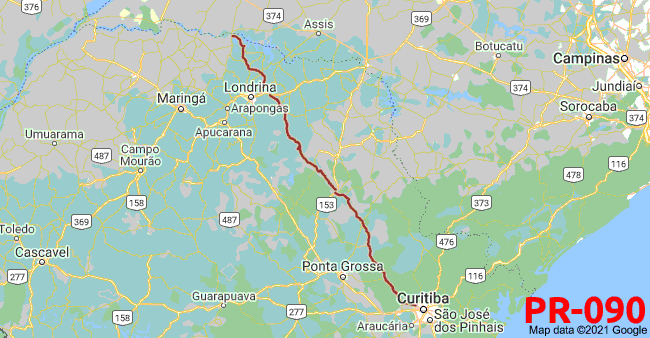 374
Assis
369
Botucatu
Campinas
374
Jundiaí
Londrina
Maringá
Arapongas
Sorocaba
374
Apucarana
Umuarama
Campo
Mourão
487
116
478
158
153
373
369
487
Toledo
158
476
Cascavel
Ponta Grossa
116
277
Guarapuava
Curitiba
277
São José
dos Pinhais
Araucária
PR-090
Map data ©2021 Google